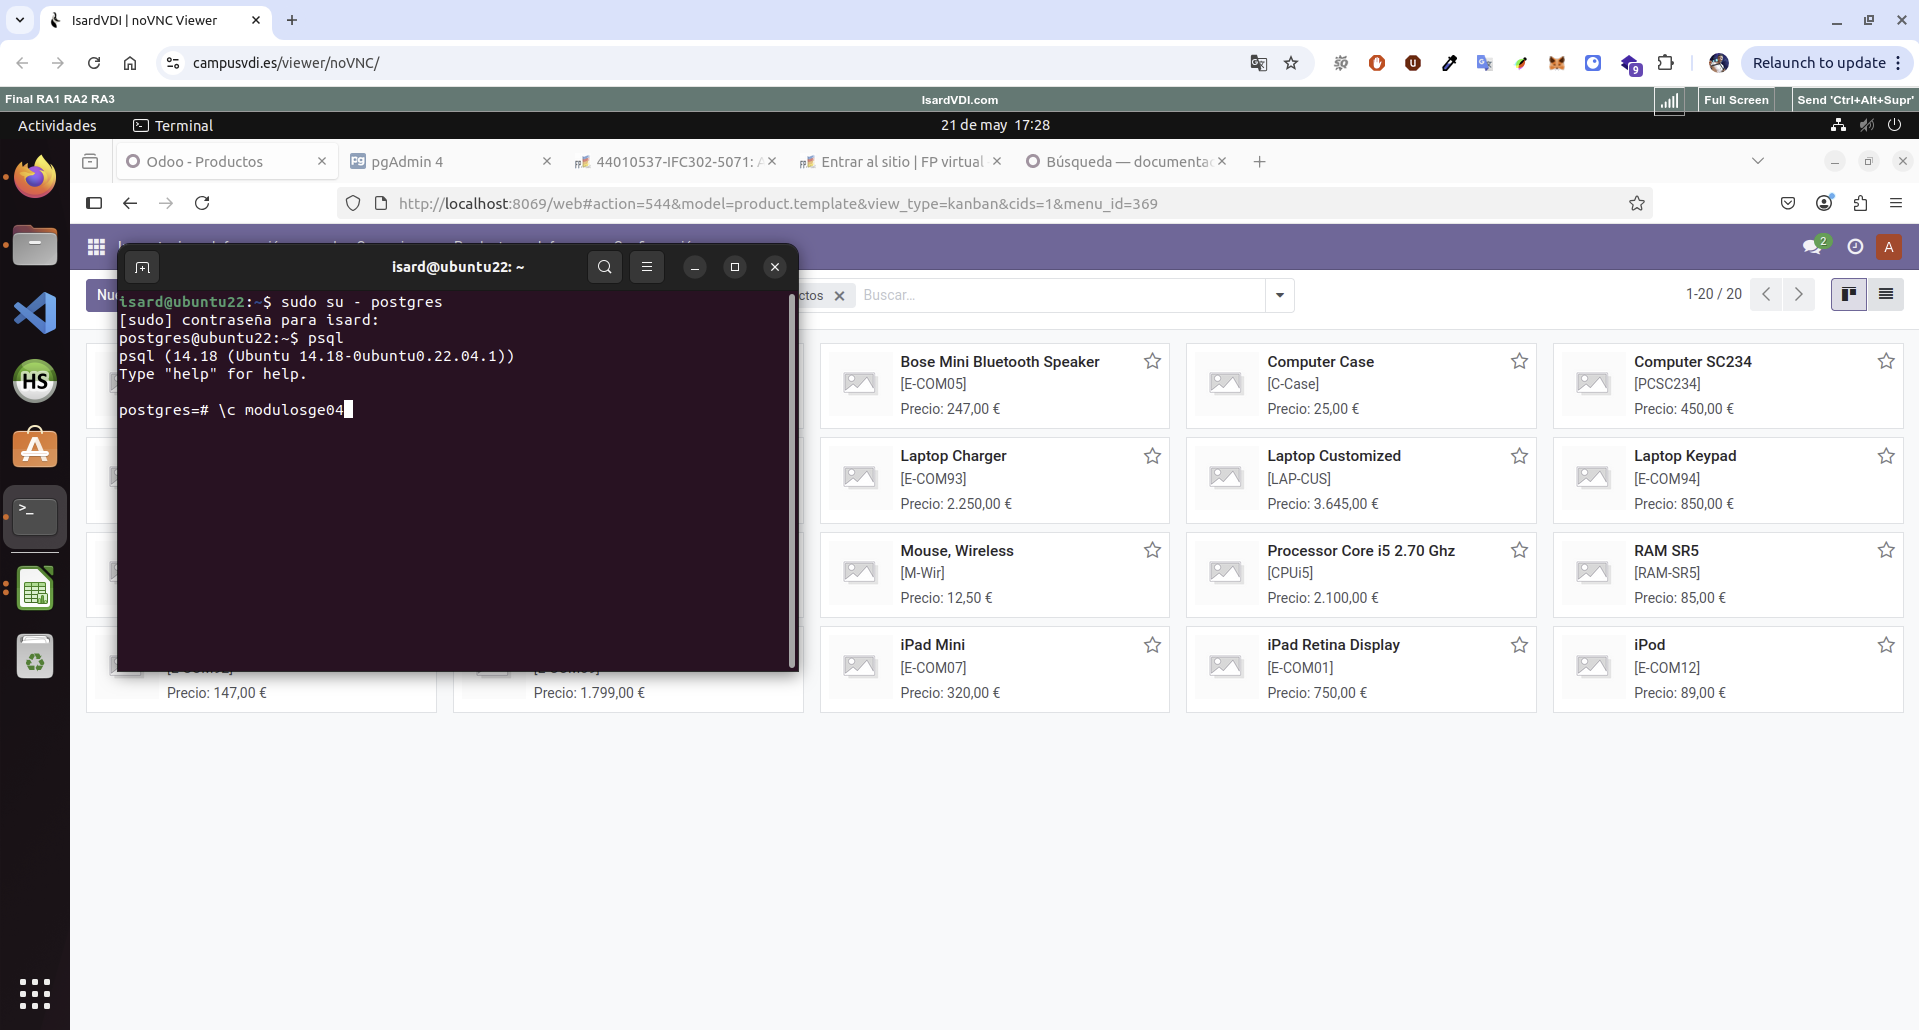 IsardVDI | noVNC Viewer
campusvdi.es/viewer/noVNC/
9
Relaunch to update
Final RA1 RA2 RA3
IsardVDI.com
Full Screen
Send 'Ctrl+Alt+Supr'
Actividades
Terminal
21 de may 17:28
Odoo - Productos
pgAdmin 4
44010537-IFC302-5071: A
Entrar al sitio | FP virtual -
Búsqueda — documentac
http://localhost:8069/web#action=544&model=product.template&view_type=kanban&cids=1&menu_id=369
2
A
isard@ubuntu22: ~
Nu
ctos
Buscar...
1-20 / 20
isard@ubuntu22:~$ sudo su - postgres
[sudo] contraseña para isard:
postgres@ubuntu22:~$ psql
psql (14.18 (Ubuntu 14.18-0ubuntu0.22.04.1))
Type "help" for help.
postgres=# \c modulosge04
Bose Mini Bluetooth Speaker
[E-COM05]
Precio: 247,00 €
Computer Case
[C-Case]
Precio: 25,00 €
Computer SC234
[PCSC234]
Precio: 450,00 €
Laptop Charger
[E-COM93]
Precio: 2.250,00 €
Laptop Customized
[LAP-CUS]
Precio: 3.645,00 €
Laptop Keypad
[E-COM94]
Precio: 850,00 €
Mouse, Wireless
[M-Wir]
Precio: 12,50 €
Processor Core i5 2.70 Ghz
[CPUi5]
Precio: 2.100,00 €
RAM SR5
[RAM-SR5]
Precio: 85,00 €
Precio: 147,00 €
Precio: 1.799,00 €
iPad Mini
[E-COM07]
Precio: 320,00 €
iPad Retina Display
[E-COM01]
Precio: 750,00 €
iPod
[E-COM12]
Precio: 89,00 €
HS